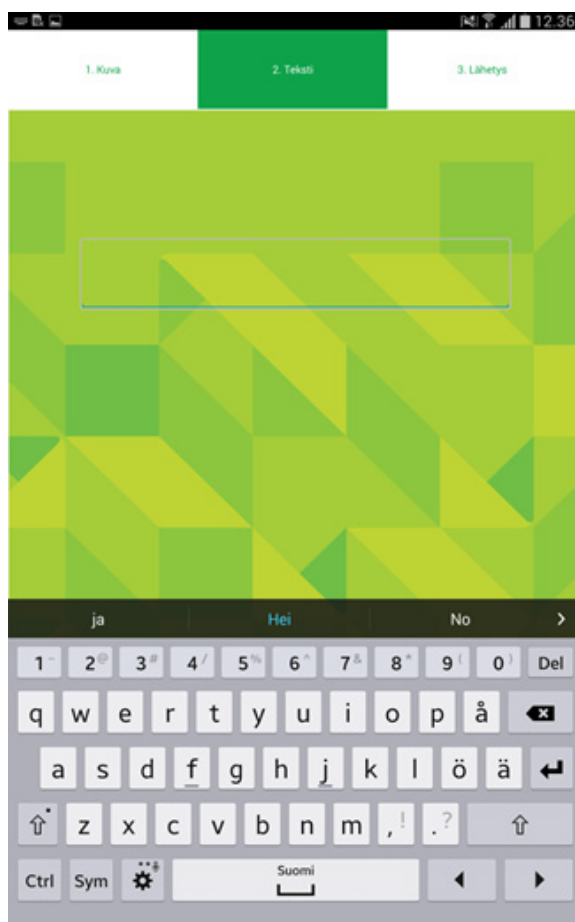 12.36
1. Kuva 2. Teksti 3. Lähetys
ja Hei No >
1 - 2 @ 3 # 4 / 5 % 6 ^ 7 & 8 * 9 ( 0 ) Del
q w e r t y u i o p å
a s d f g h j k l ö ä
z x c v b n m , ! . ?
Ctrl Sym Suomi